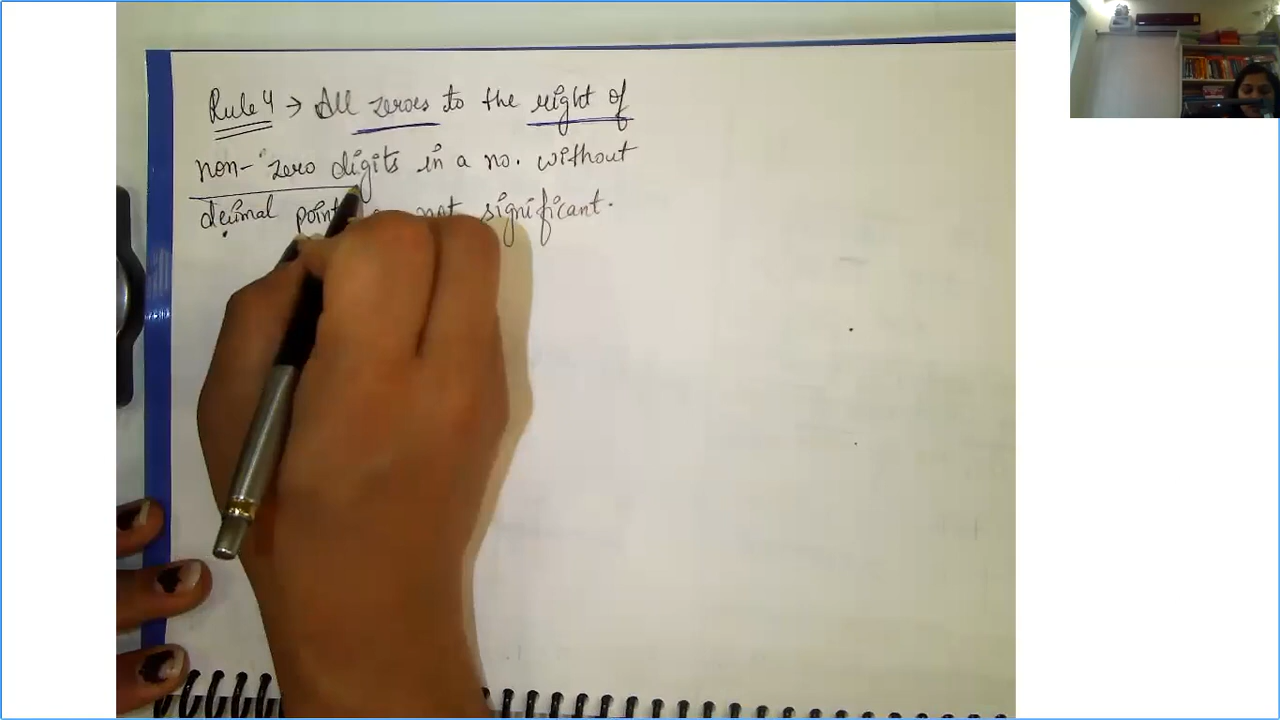 Rule 4 → All zeroes to the right of
non-zero digits in a no. without
decimal point not significant.